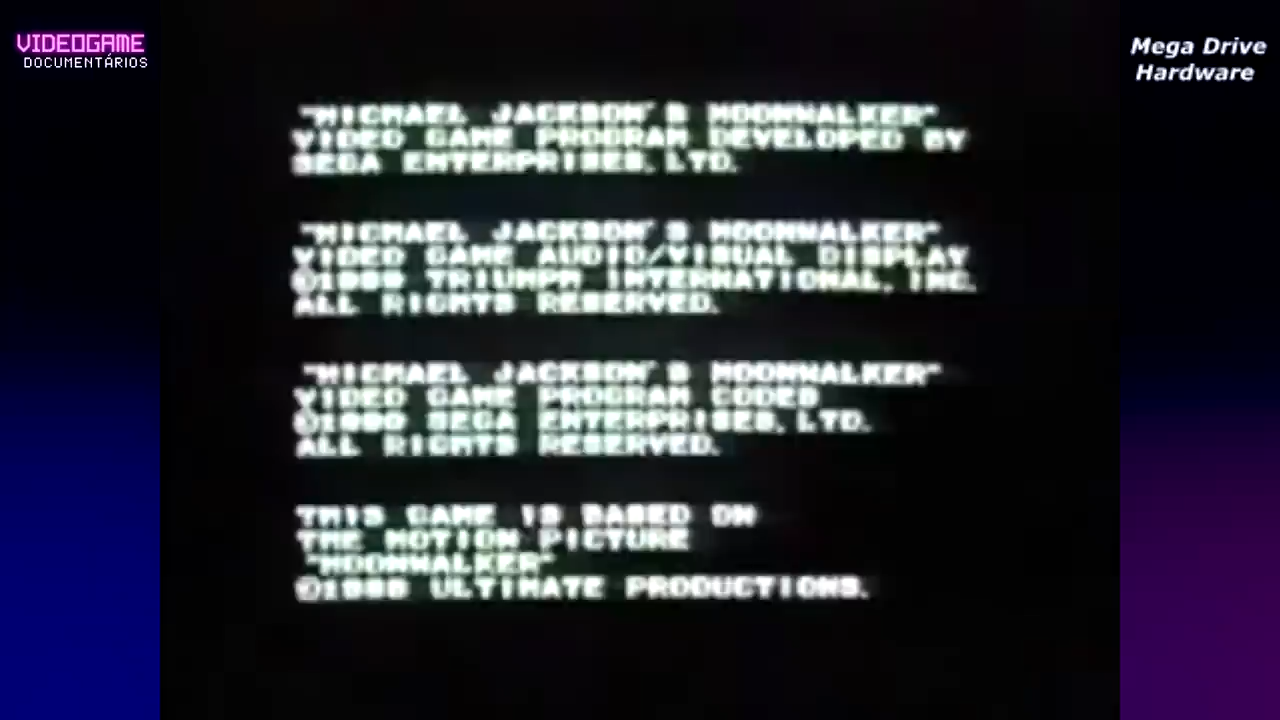 VIDEOGAME
DOCUMENTÁRIOS
Mega Drive
Hardware
"MICHAEL JACKSON'S MOONWALKER"
VIDEO GAME PROGRAM DEVELOPED BY
SEGA ENTERPRISES, LTD.
"MICHAEL JACKSON'S MOONWALKER"
VIDEO GAME AUDIO/VISUAL DISPLAY
TRIUMPH INTERNATIONAL, INC.
ALL RIGHTS RESERVED.
"MICHAEL JACKSON'S MOONWALKER"
VIDEO GAME PROGRAM CODES
©1990 SEGA ENTERPRISES, LTD.
ALL RIGHTS RESERVED.
THIS GAME IS BASED ON
THE MOTION PICTURE
"MOONWALKER"
©1988 ULTIMATE PRODUCTIONS.